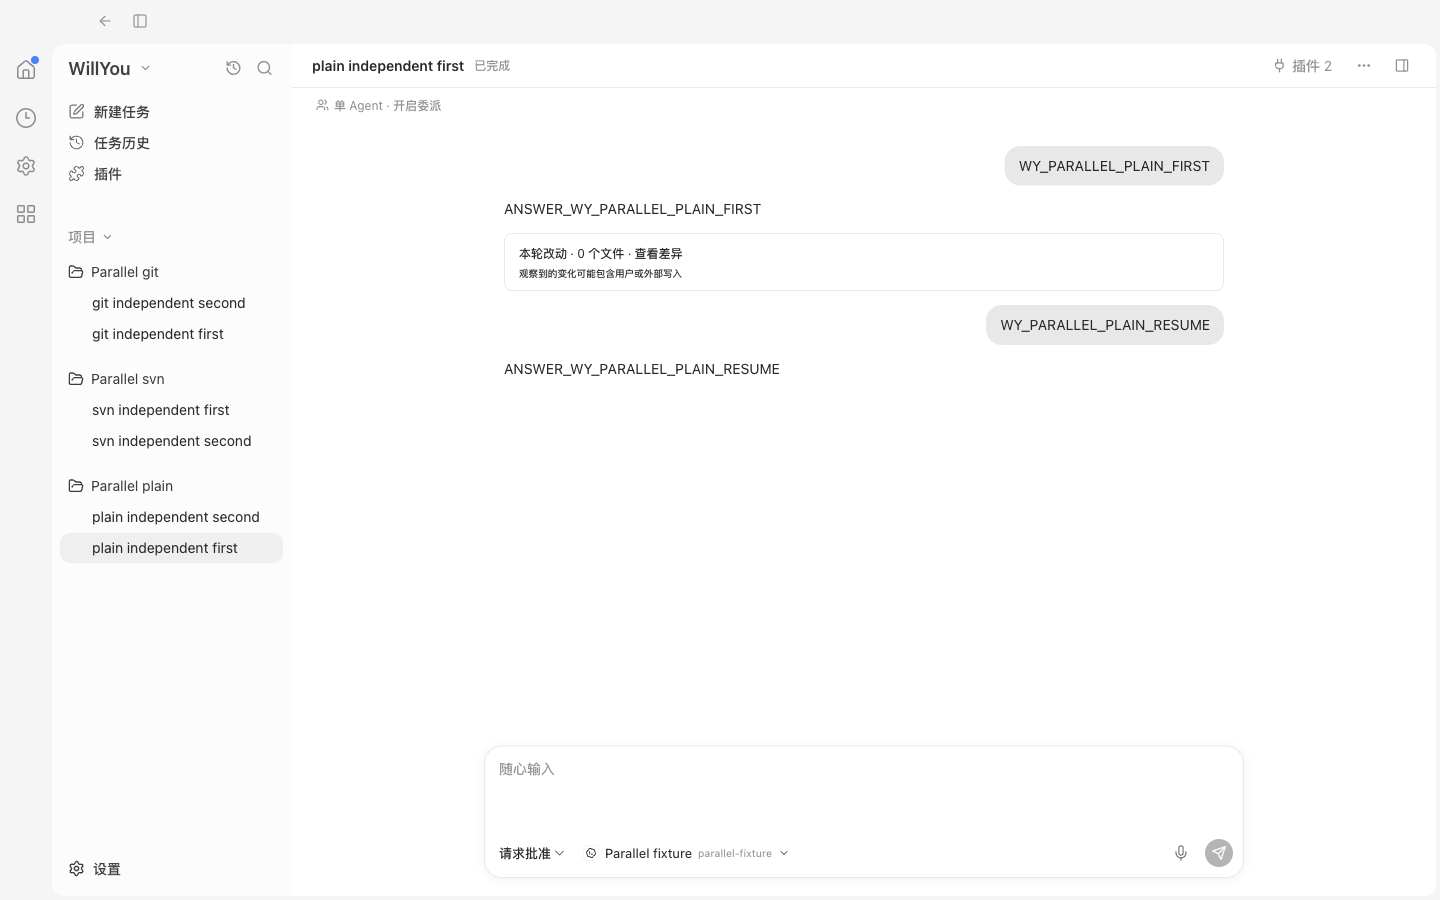 WillYou
新建任务
任务历史
插件
项目
Parallel git
git independent second
git independent first
Parallel svn
svn independent first
svn independent second
Parallel plain
plain independent second
plain independent first
设置
plain independent first 已完成
插件 2
单 Agent · 开启委派
WY_PARALLEL_PLAIN_FIRST
ANSWER_WY_PARALLEL_PLAIN_FIRST
本轮改动 · 0 个文件 · 查看差异
观察到的变化可能包含用户或外部写入
WY_PARALLEL_PLAIN_RESUME
ANSWER_WY_PARALLEL_PLAIN_RESUME
随心输入
请求批准 Parallel fixture parallel-fixture